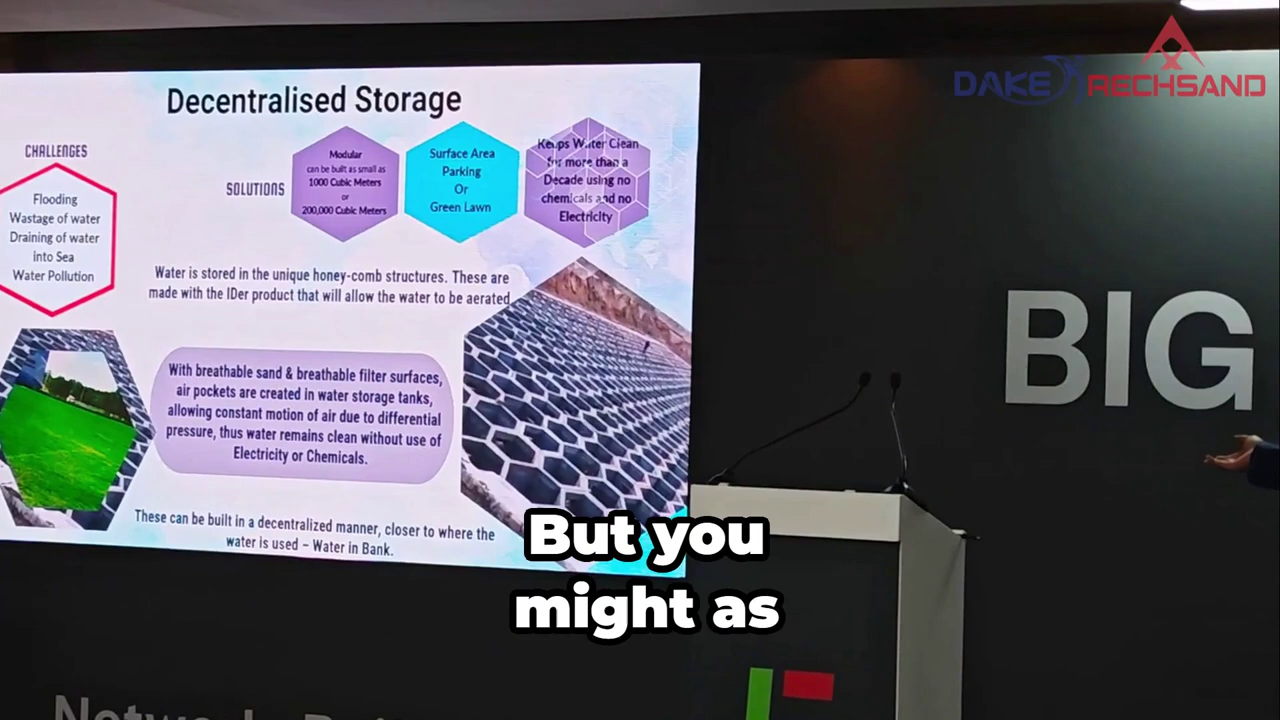 DAKE RECHSAND
Decentralised Storage
CHALLENGES
Flooding
Wastage of water
Draining of water
into Sea
Water Pollution
SOLUTIONS
Modular
can be built as small as
1000 Cubic Meters
or
200,000 Cubic Meters
Surface Area
Parking
Or
Green Lawn
Keeps Water Clean
for more than a
Decade using no
chemicals and no
Electricity
Water is stored in the unique honey-comb structures. These are
made with the IDer product that will allow the water to be aerated
With breathable sand & breathable filter surfaces,
air pockets are created in water storage tanks,
allowing constant motion of air due to differential
pressure, thus water remains clean without use of
Electricity or Chemicals.
These can be built in a decentralized manner, closer to where the
water is used – Water in Bank.
BIG
But you
might as